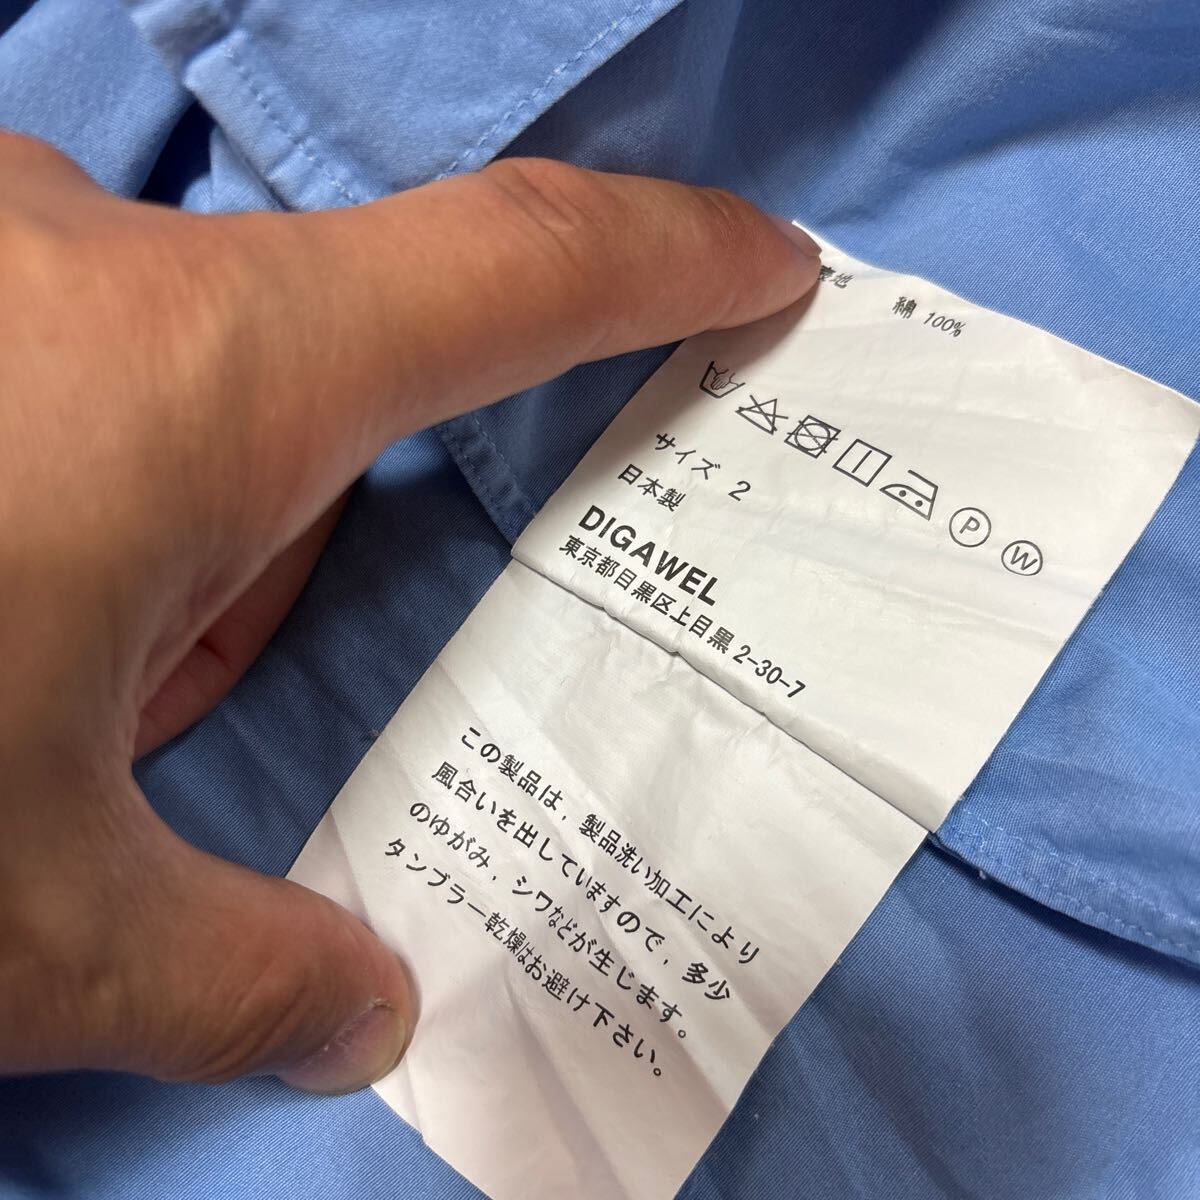 表地
綿 100%
サイズ 2
日本製
DIGAWEL
東京都目黒区上目黒 2-30-7
P
W
この製品は，製品洗い加工により
風合いを出していますので，多少
のゆがみ，シワなどが生じます。
タンブラー乾燥はお避け下さい。